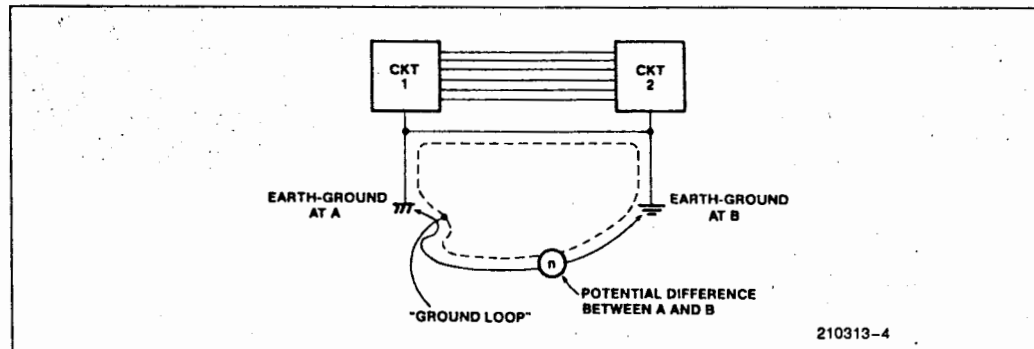 CKT
1
CKT
2
EARTH-GROUND
AT A
EARTH-GROUND
AT B
n
POTENTIAL DIFFERENCE
BETWEEN A AND B
"GROUND LOOP"
210313-4